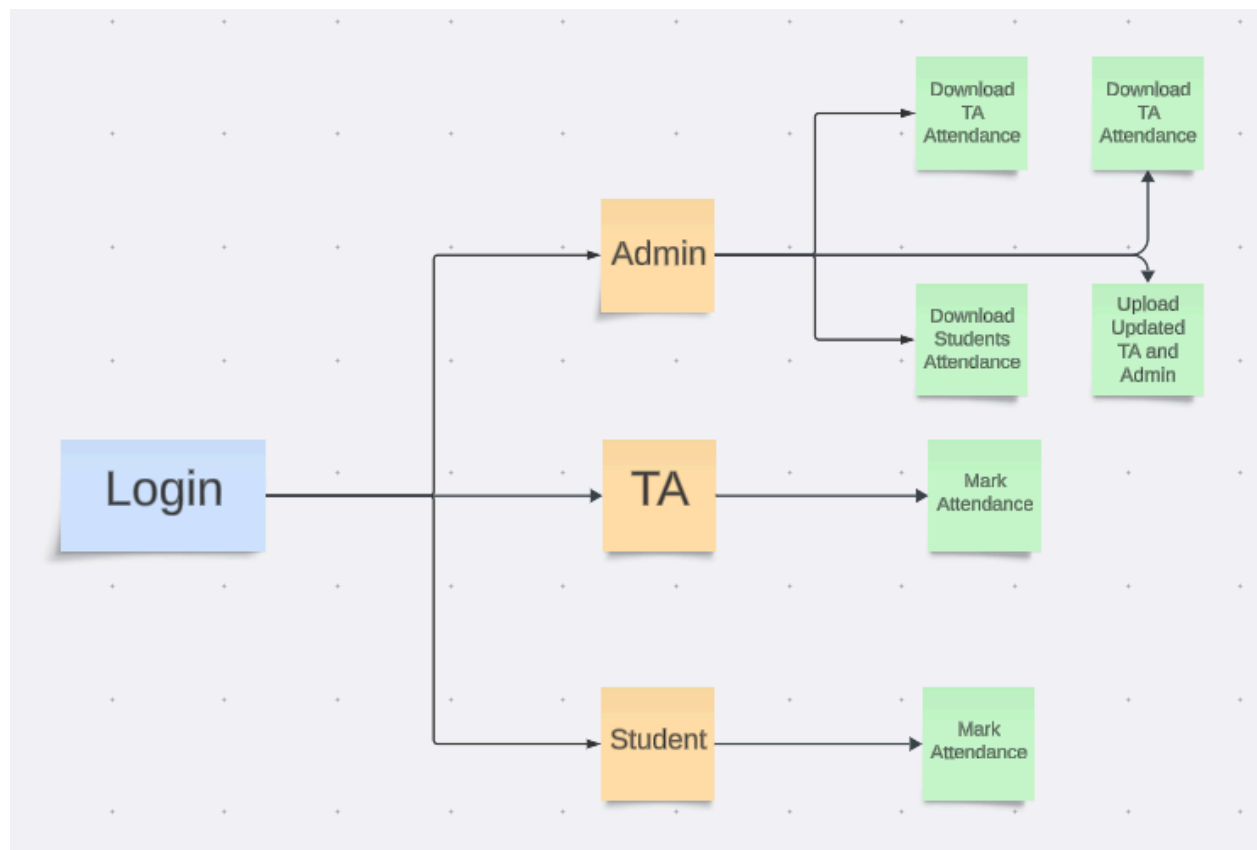 Download
TA
Attendance
Download
TA
Attendance
Admin
Download
Students
Attendance
Upload
Updated
TA and
Admin
Login
TA
Mark
Attendance
Student
Mark
Attendance